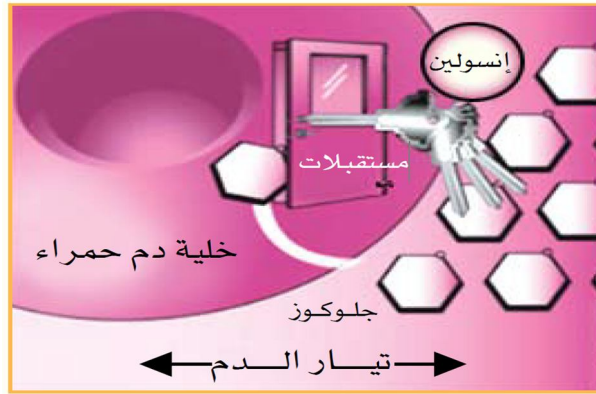 إنسولين
مستقبلات
خلية دم حمراء
جلوكوز
تيار الدم